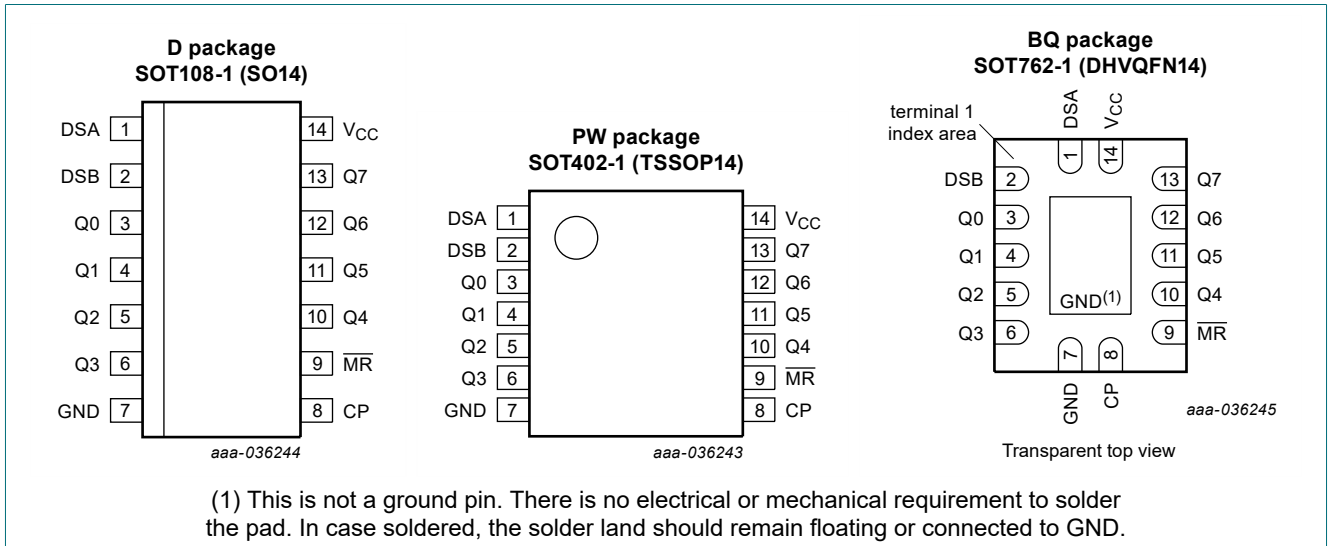 D package
SOT108-1 (SO14)
DSA 1
DSB 2
Q0 3
Q1 4
Q2 5
Q3 6
GND 7
14 VCC
13 Q7
12 Q6
11 Q5
10 Q4
9 MR
8 CP
aaa-036244
PW package
SOT402-1 (TSSOP14)
DSA 1
DSB 2
Q0 3
Q1 4
Q2 5
Q3 6
GND 7
14 VCC
13 Q7
12 Q6
11 Q5
10 Q4
9 MR
8 CP
aaa-036243
BQ package
SOT762-1 (DHVQFN14)
terminal 1
index area
DSA
VCC
1
14
DSB 2
Q0 3
Q1 4
Q2 5
Q3 6
13 Q7
12 Q6
11 Q5
10 Q4
9 MR
GND(1)
7
8
GND
CP
aaa-036245
Transparent top view
(1) This is not a ground pin. There is no electrical or mechanical requirement to solder
the pad. In case soldered, the solder land should remain floating or connected to GND.